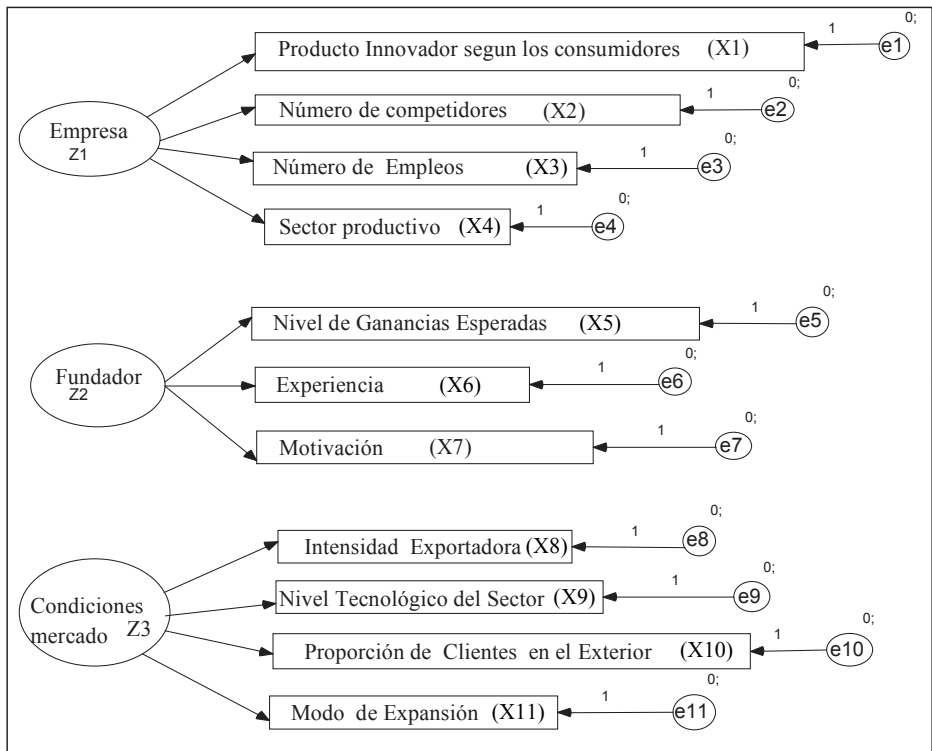 0;
Producto Innovador segun los consumidores (X1)
1
e1
0;
Número de competidores (X2)
1
e2
Empresa
Z1
0;
Número de Empleos (X3)
1
e3
0;
Sector productivo (X4)
1
e4
0;
Nivel de Ganancias Esperadas (X5)
1
e5
0;
Fundador
Z2
Experiencia (X6)
1
e6
0;
Motivación (X7)
1
e7
0;
Intensidad Exportadora (X8)
1
e8
0;
Nivel Tecnológico del Sector (X9)
1
e9
Condiciones
mercado Z3
0;
Proporción de Clientes en el Exterior (X10)
1
e10
0;
Modo de Expansión (X11)
1
e11